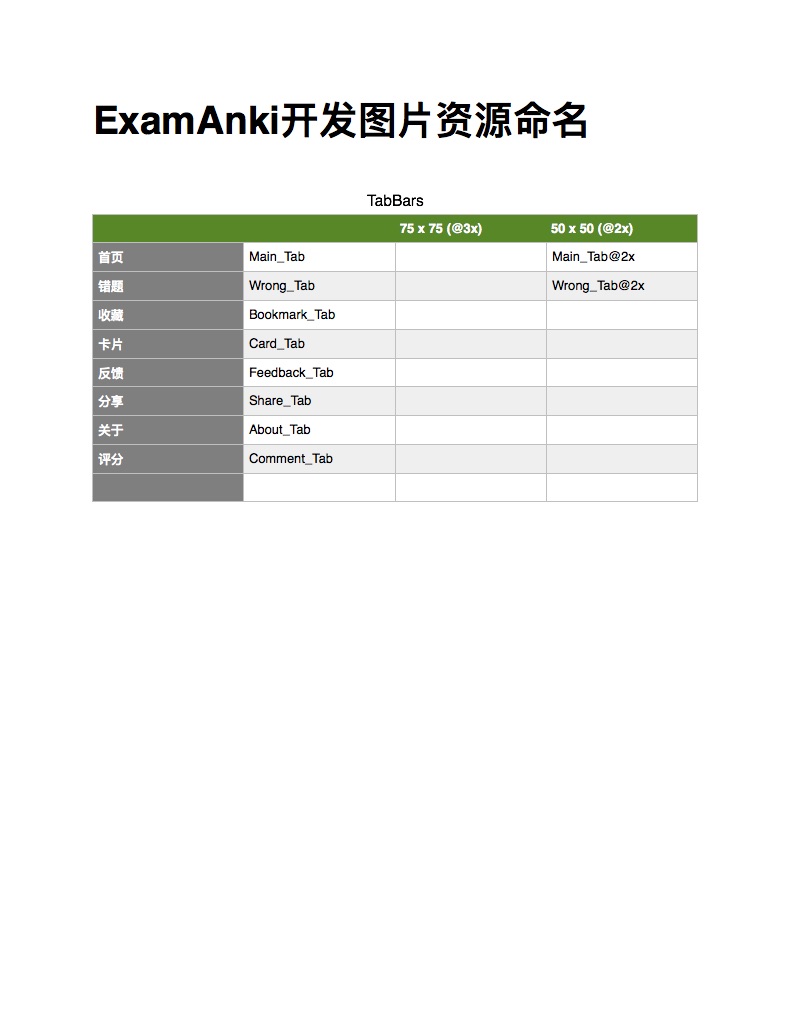 ExamAnki开发图片资源命名
TabBars
75 x 75 (@3x) 50 x 50 (@2x)
首页 Main_Tab Main_Tab@2x
错题 Wrong_Tab Wrong_Tab@2x
收藏 Bookmark_Tab
卡片 Card_Tab
反馈 Feedback_Tab
分享 Share_Tab
关于 About_Tab
评分 Comment_Tab